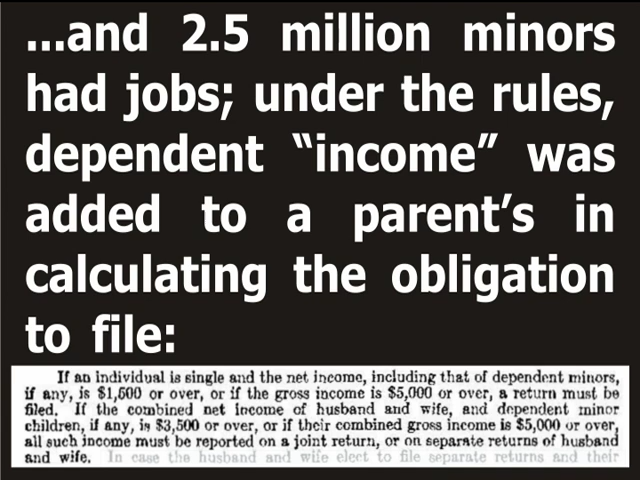 ...and 2.5 million minors
had jobs; under the rules,
dependent “income” was
added to a parent’s in
calculating the obligation
to file:
If an individual is single and the net income, including that of dependent minors,
if any, is $1,500 or over, or if the gross income is $5,000 or over, a return must be
filed. If the combined net income of husband and wife, and dependent minor
children, if any, is $3,500 or over, or if their combined gross income is $5,000 or over,
all such income must be reported on a joint return, or on separate returns of husband
and wife. In case the husband and wife elect to file separate returns and their